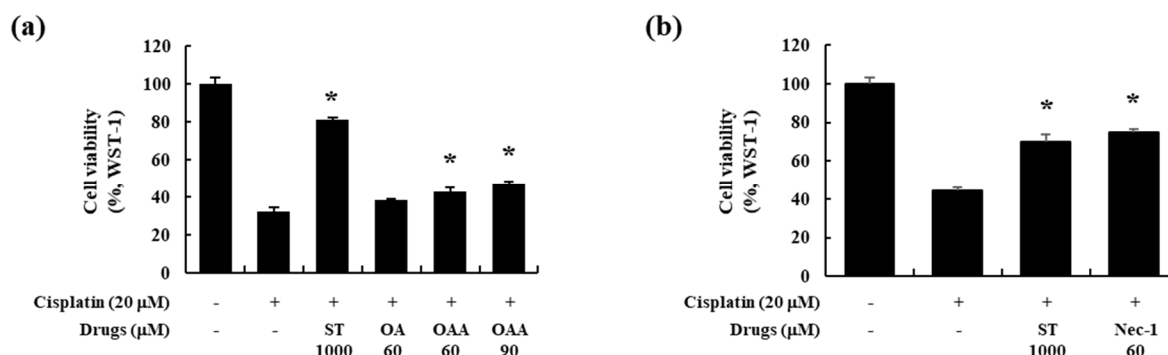 (a)
Cell viability
(%, WST-1)
120
100
80
60
40
20
0
*
*
*
Cisplatin (20 μM) - + + + + +
Drugs (μM) - - ST OA OAA OAA
1000 60 60 90
(b)
Cell viability
(%, WST-1)
120
100
80
60
40
20
0
*
*
Cisplatin (20 μM) - + + +
Drugs (μM) - - ST Nec-1
1000 60